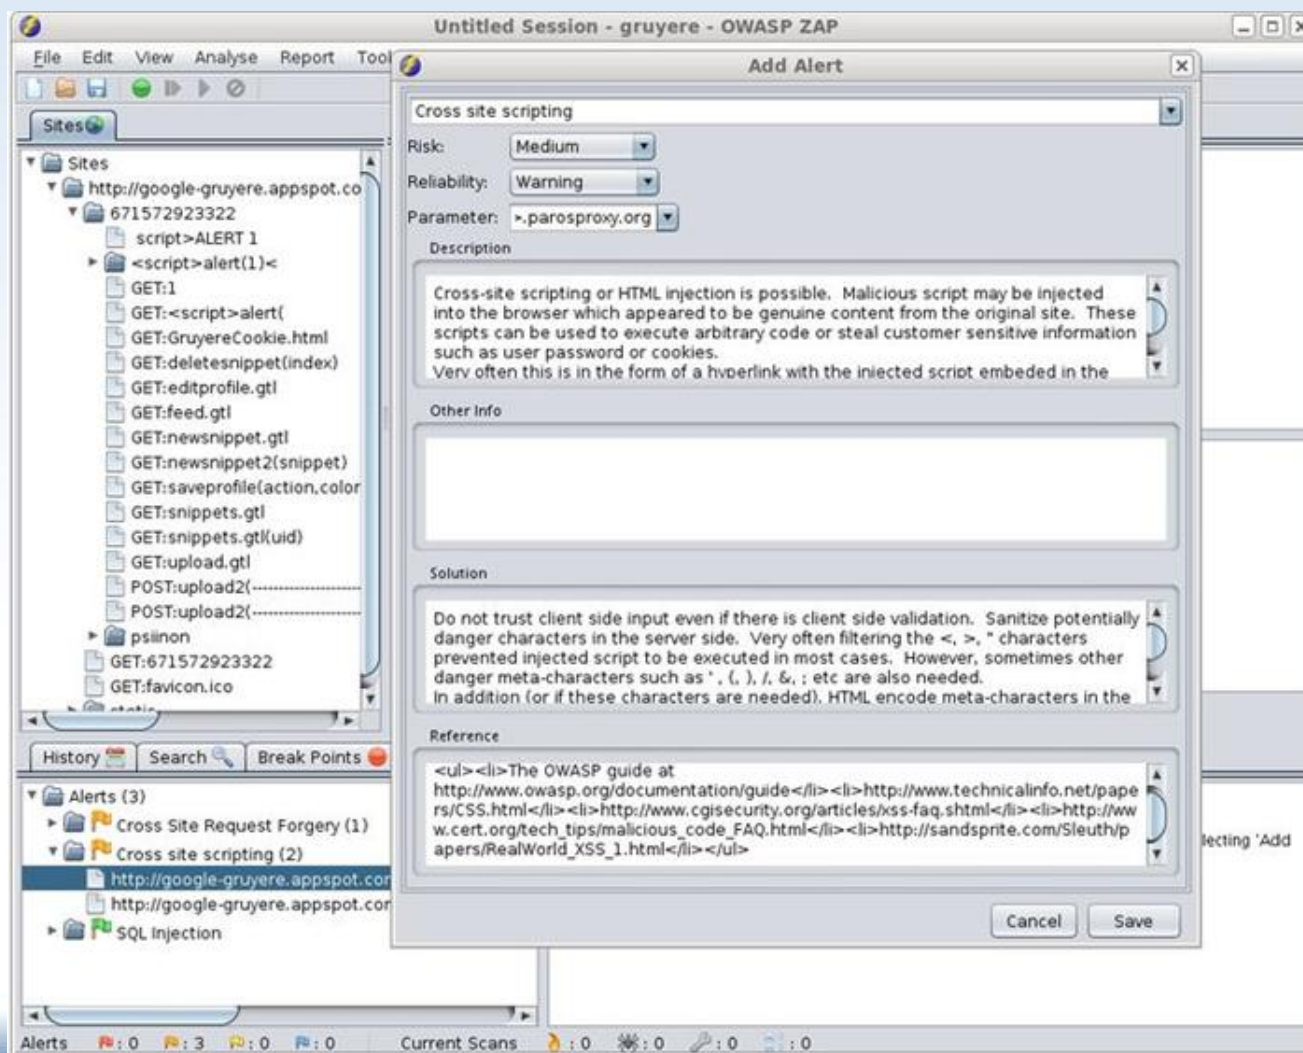 Untitled Session - gruyere - OWASP ZAP
File Edit View Analyse Report Tool
Sites
Sites
http://google-gruyere.appspot.co
671572923322
script>ALERT 1
<script>alert(1)<
GET:1
GET:<script>alert(
GET:GruyereCookie.html
GET:deletesnippet(index)
GET:editprofile.gtl
GET:feed.gtl
GET:newsnippet.gtl
GET:newsnippet2(snippet)
GET:saveprofile(action,color
GET:snippets.gtl
GET:snippets.gtl(uid)
GET:upload.gtl
POST:upload2(--------------------
POST:upload2(--------------------
psiinon
GET:671572923322
GET:favicon.ico
static
History Search Break Points
Alerts (3)
Cross Site Request Forgery (1)
Cross site scripting (2)
http://google-gruyere.appspot.cor
http://google-gruyere.appspot.cor
SQL Injection
Add Alert
Cross site scripting
Risk: Medium
Reliability: Warning
Parameter: >.parosproxy.org
Description
Cross-site scripting or HTML injection is possible. Malicious script may be injected
into the browser which appeared to be genuine content from the original site. These
scripts can be used to execute arbitrary code or steal customer sensitive information
such as user password or cookies.
Very often this is in the form of a hyperlink with the injected script embeded in the
Other Info
Solution
Do not trust client side input even if there is client side validation. Sanitize potentially
danger characters in the server side. Very often filtering the <, >, " characters
prevented injected script to be executed in most cases. However, sometimes other
danger meta-characters such as ' , (, ), /, &, ; etc are also needed.
In addition (or if these characters are needed), HTML encode meta-characters in the
Reference
<ul><li>The OWASP guide at
http://www.owasp.org/documentation/guide</li><li>http://www.technicalinfo.net/pape
rs/CSS.html</li><li>http://www.cgisecurity.org/articles/xss-faq.shtml</li><li>http://ww
w.cert.org/tech_tips/malicious_code_FAQ.html</li><li>http://sandsprite.com/Sleuth/p
apers/RealWorld_XSS_1.html</li></ul>
Cancel Save
lecting 'Add
Alerts : 0 : 3 : 0 : 0 Current Scans : 0 : 0 : 0 : 0